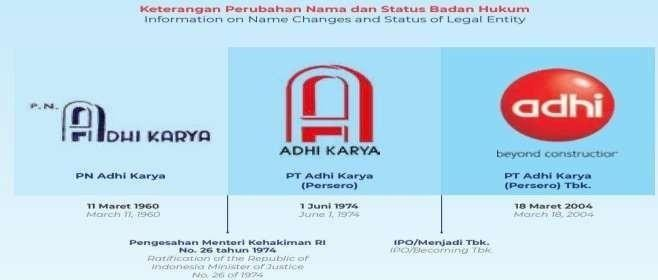 Keterangan Perubahan Nama dan Status Badan Hukum
Information on Name Changes and Status of Legal Entity
P.N.
ADHI KARYA
PN Adhi Karya
11 Maret 1960
March 11, 1960
ADHI KARYA
PT Adhi Karya
(Persero)
1 Juni 1974
June 1, 1974
adhi
beyond construction
PT Adhi Karya
(Persero) Tbk.
18 Maret 2004
March 18, 2004
Pengesahan Menteri Kehakiman RI
No. 26 tahun 1974
Ratification of the Republic of
Indonesia Minister of Justice
No. 26 of 1974
IPO/Menjadi Tbk.
IPO/Becoming Tbk.